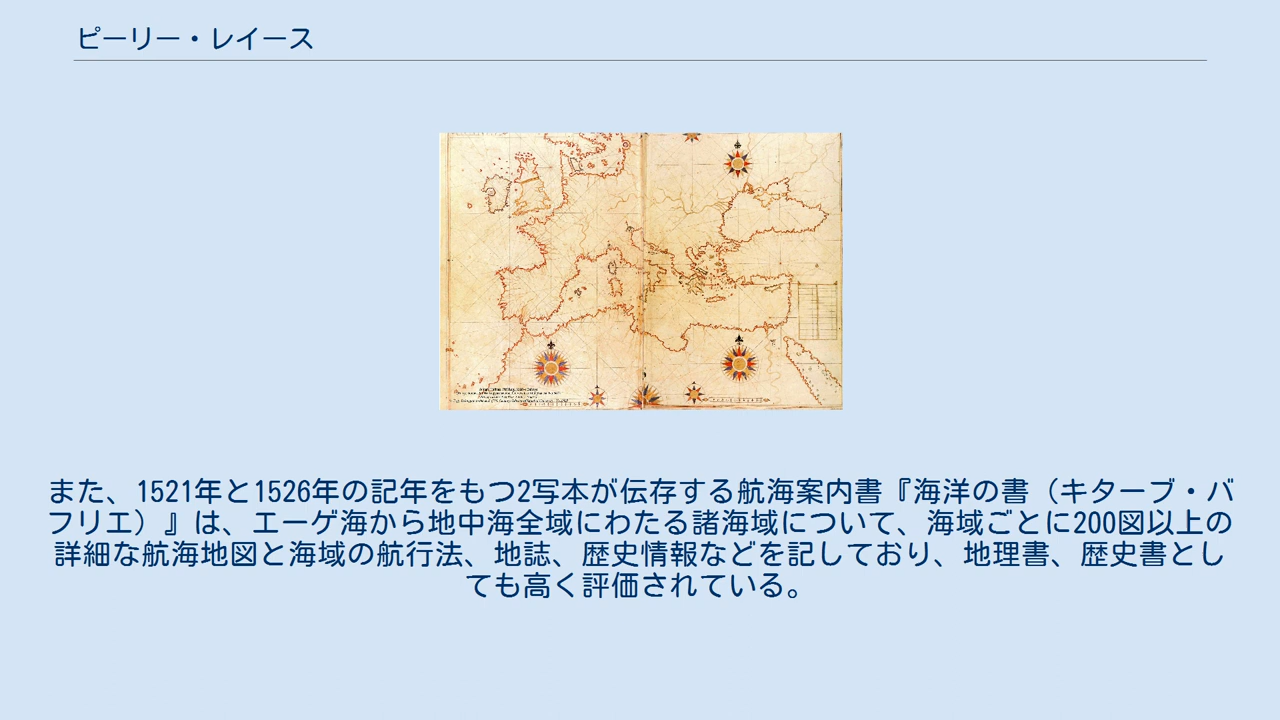 ピーリー・レイース
また、1521年と1526年の記年をもつ2写本が伝存する航海案内書『海洋の書（キターブ・バ
フリエ）』は、エーゲ海から地中海全域にわたる諸海域について、海域ごとに200図以上の
詳細な航海地図と海域の航行法、地誌、歴史情報などを記しており、地理書、歴史書とし
ても高く評価されている。